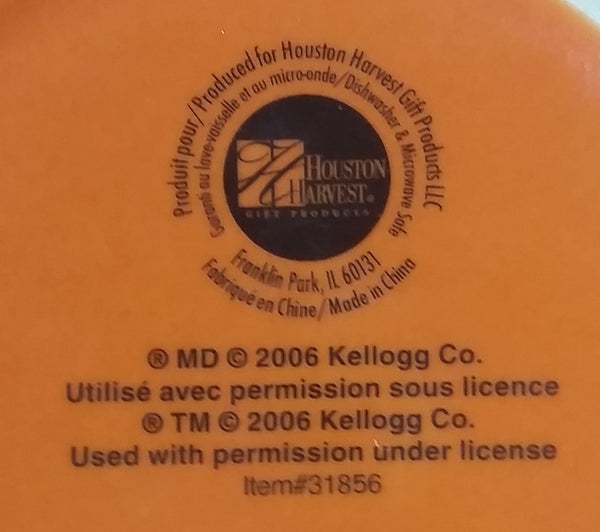 Produit pour/Produced for Houston Harvest Gift Products LLC
Garanti au lave-vaisselle et au micro-onde/Dishwasher & Microwave Safe
H
HOUSTON
HARVEST®
GIFT PRODUCTS
Franklin Park, IL 60131
Fabriqué en Chine/Made in China
® MD © 2006 Kellogg Co.
Utilisé avec permission sous licence
® TM © 2006 Kellogg Co.
Used with permission under license
Item#31856